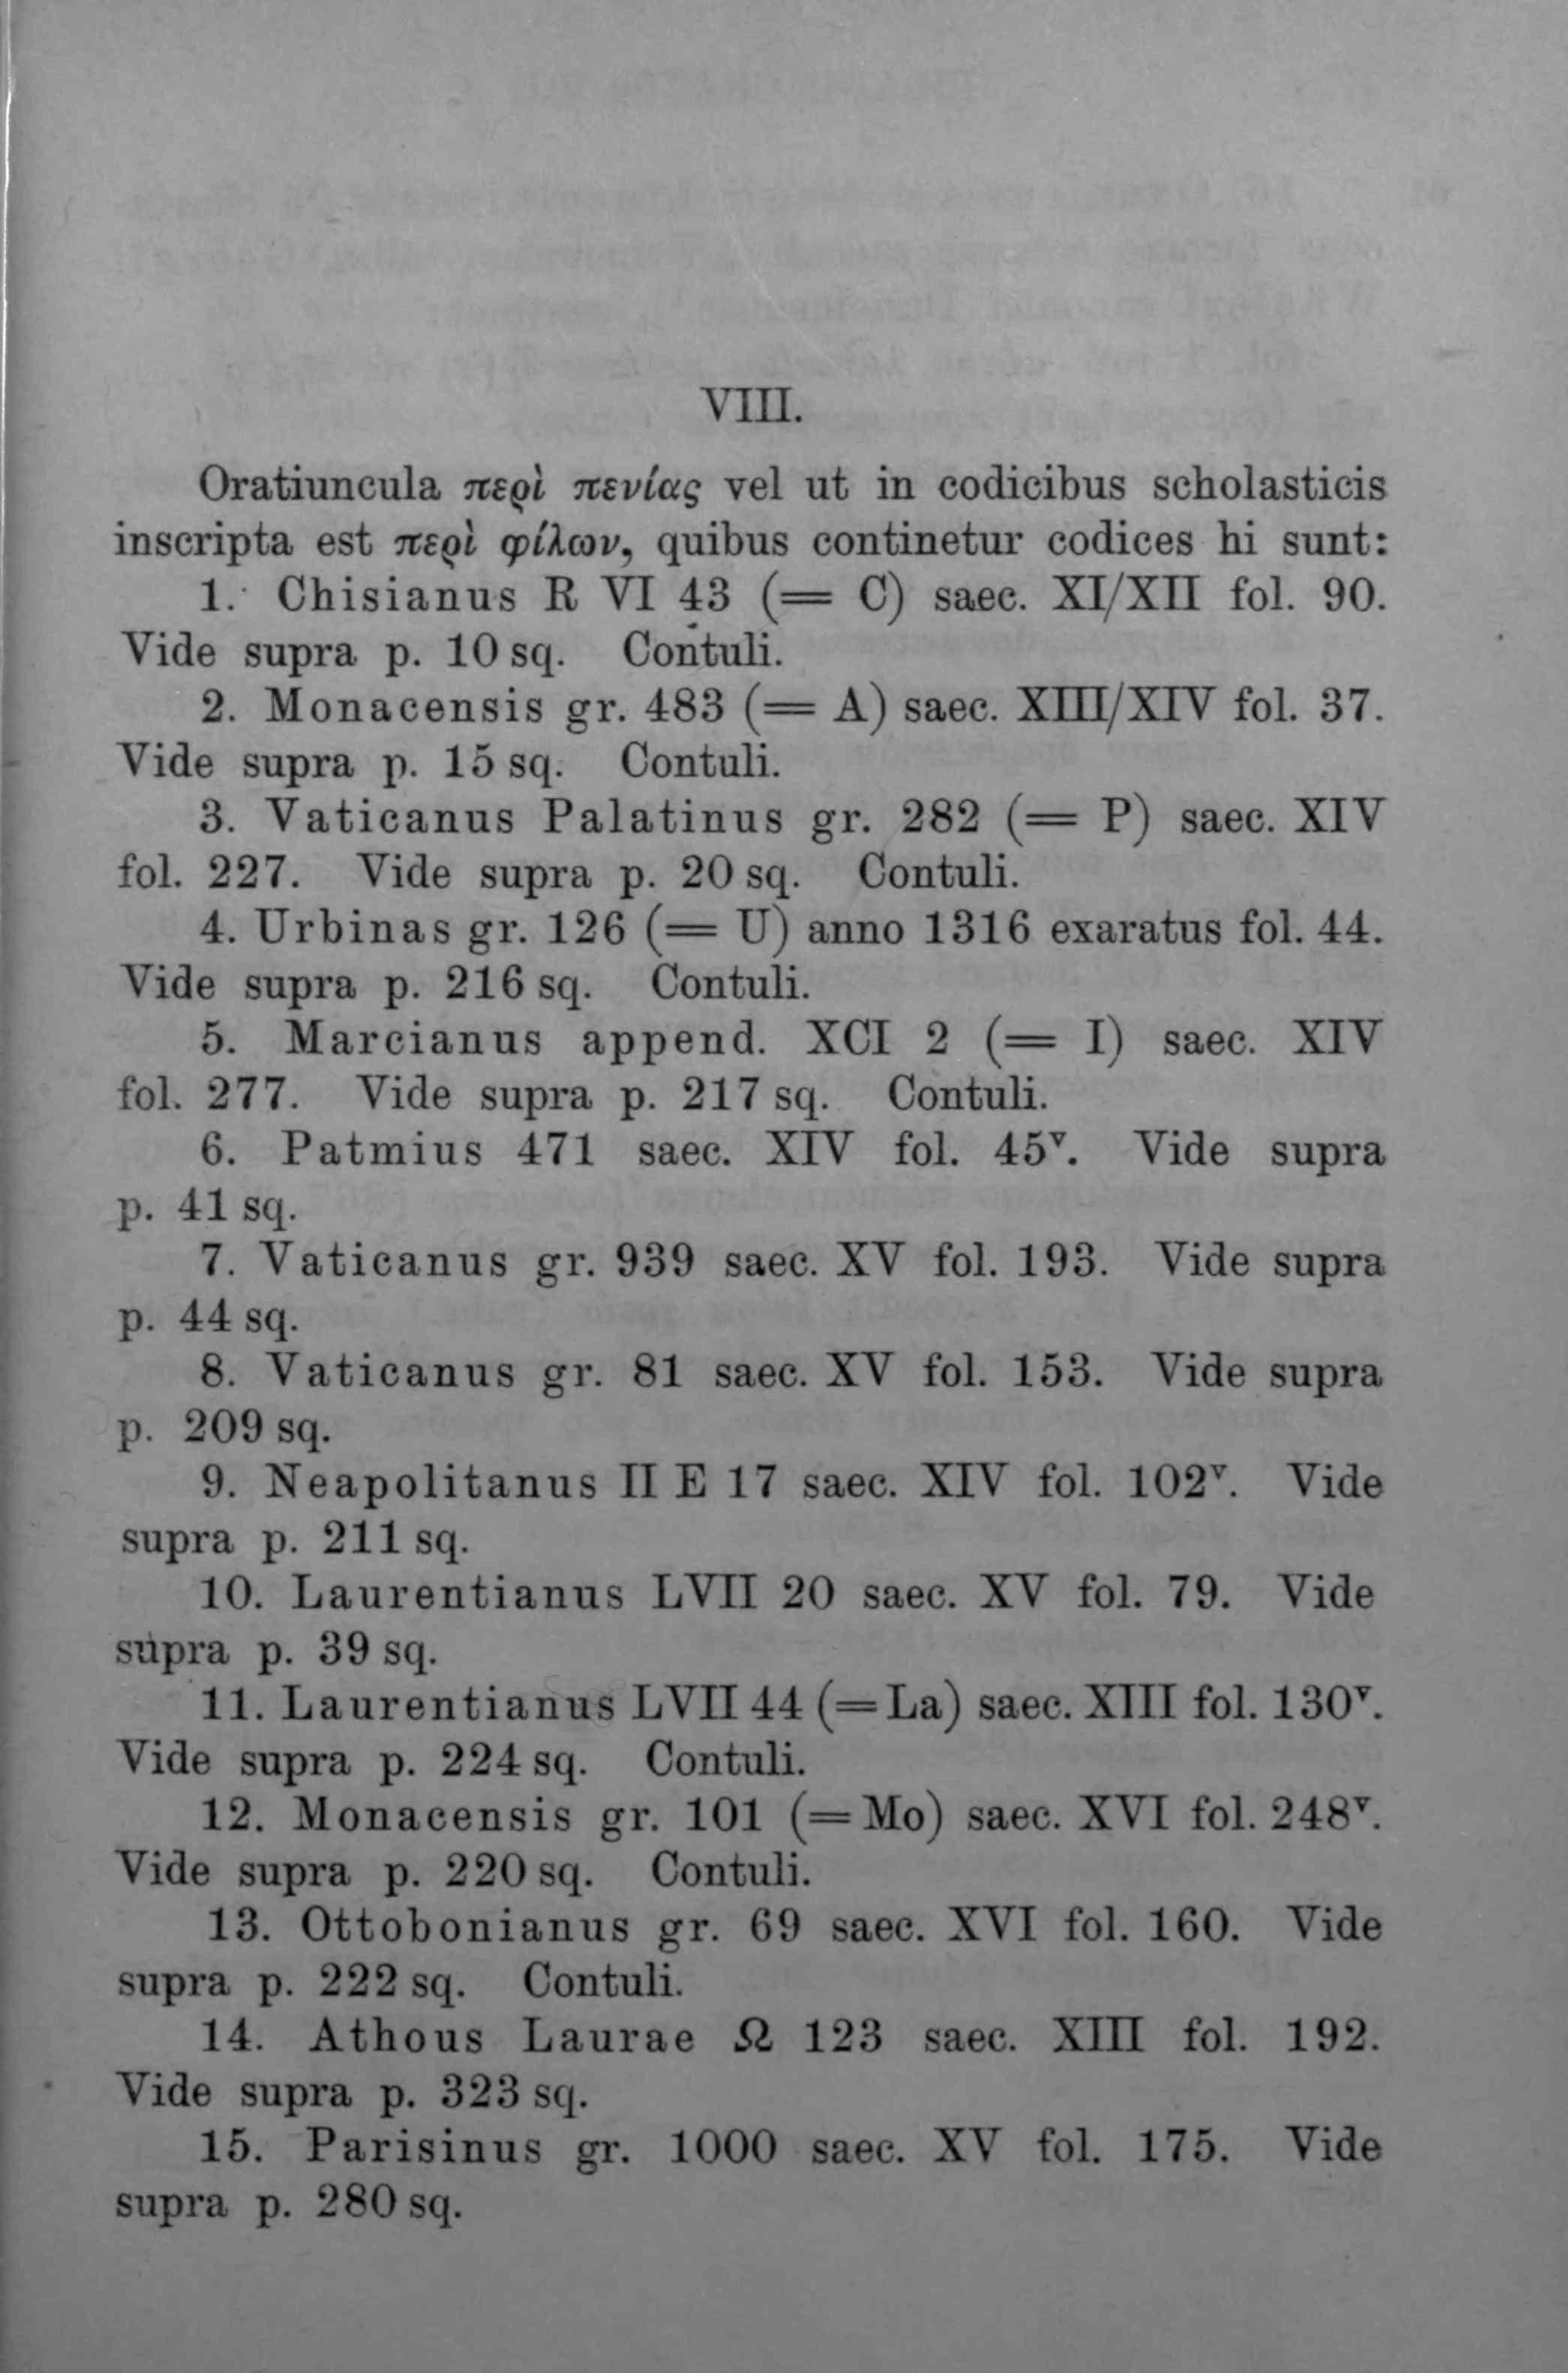 VIII.
Oratiuncula περὶ πενίας vel ut in codicibus scholasticis
inscripta est περὶ φίλων, quibus continetur codices hi sunt:
1. Chisianus R VI 43 (= C) saec. XI/XII fol. 90.
Vide supra p. 10 sq. Contuli.
2. Monacensis gr. 483 (= A) saec. XIII/XIV fol. 37.
Vide supra p. 15 sq. Contuli.
3. Vaticanus Palatinus gr. 282 (= P) saec. XIV
fol. 227. Vide supra p. 20 sq. Contuli.
4. Urbinas gr. 126 (= U) anno 1316 exaratus fol. 44.
Vide supra p. 216 sq. Contuli.
5. Marcianus append. XCI 2 (= I) saec. XIV
fol. 277. Vide supra p. 217 sq. Contuli.
6. Patmius 471 saec. XIV fol. 45ᵛ. Vide supra
p. 41 sq.
7. Vaticanus gr. 939 saec. XV fol. 193. Vide supra
p. 44 sq.
8. Vaticanus gr. 81 saec. XV fol. 153. Vide supra
p. 209 sq.
9. Neapolitanus II E 17 saec. XIV fol. 102ᵛ. Vide
supra p. 211 sq.
10. Laurentianus LVII 20 saec. XV fol. 79. Vide
supra p. 39 sq.
11. Laurentianus LVII 44 (= La) saec. XIII fol. 130ᵛ.
Vide supra p. 224 sq. Contuli.
12. Monacensis gr. 101 (= Mo) saec. XVI fol. 248ᵛ.
Vide supra p. 220 sq. Contuli.
13. Ottobonianus gr. 69 saec. XVI fol. 160. Vide
supra p. 222 sq. Contuli.
14. Athous Laurae Ω 123 saec. XIII fol. 192.
Vide supra p. 323 sq.
15. Parisinus gr. 1000 saec. XV fol. 175. Vide
supra p. 280 sq.